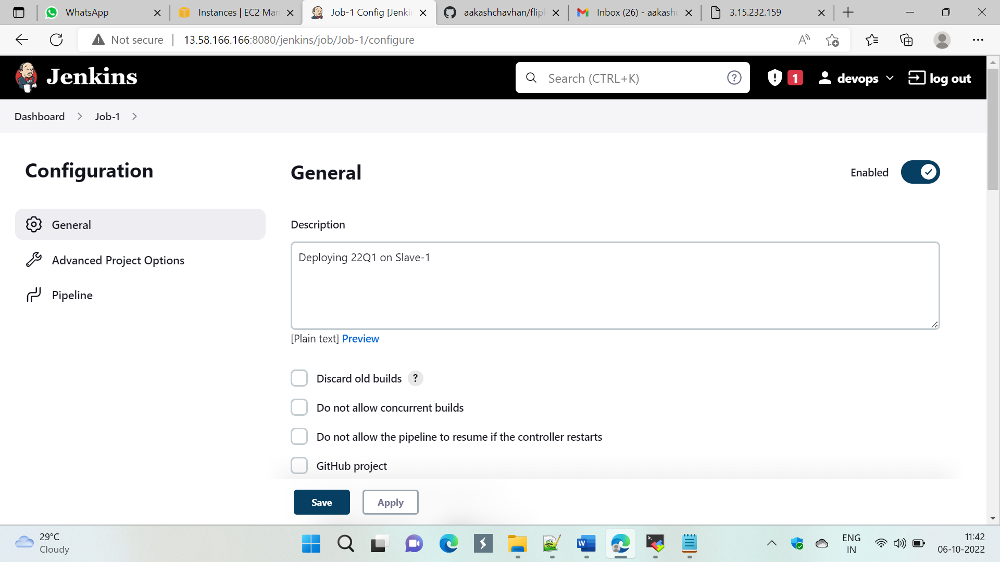 WhatsApp
Instances | EC2 Man
Job-1 Config [Jenki
aakashchavhan/flipk
Inbox (26) - aakashc
3.15.232.159
Not secure
13.58.166.166:8080/jenkins/job/Job-1/configure
Jenkins
Search (CTRL+K)
?
1
devops
log out
Dashboard
Job-1
Configuration
General
Enabled
General
Advanced Project Options
Pipeline
Description
Deploying 22Q1 on Slave-1
[Plain text] Preview
Discard old builds ?
Do not allow concurrent builds
Do not allow the pipeline to resume if the controller restarts
GitHub project
Save
Apply
29°C
Cloudy
ENG
IN
11:42
06-10-2022